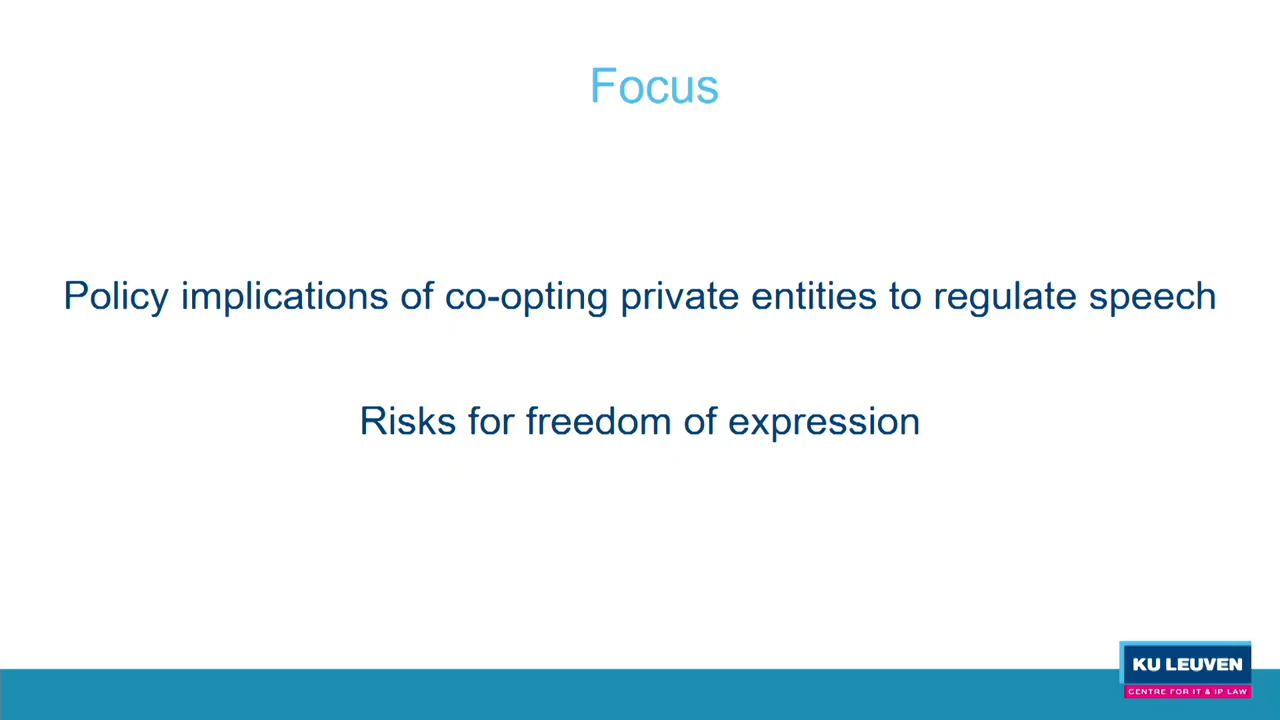 Focus
Policy implications of co-opting private entities to regulate speech
Risks for freedom of expression
KU LEUVEN
CENTRE FOR IT & IP LAW